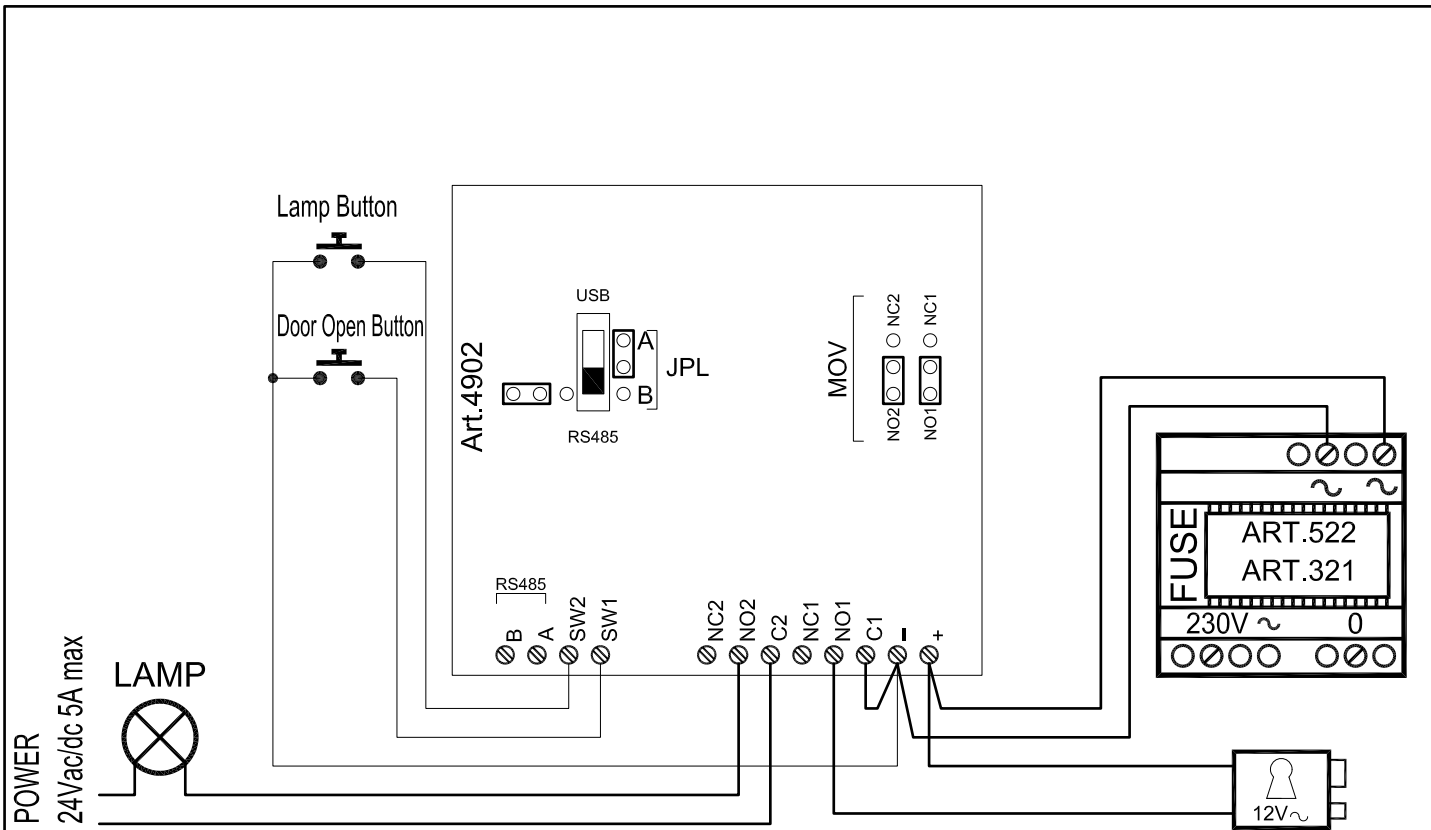 Lamp Button
Door Open Button
Art.4902
USB
A
JPL
B
RS485
MOV
NC2
NC1
NO2
NO1
RS485
B
A
SW2
SW1
NC2
NO2
C2
NC1
NO1
C1
-
+
FUSE
ART.522
ART.321
230V ~
0
LAMP
POWER
24Vac/dc 5A max
12V~